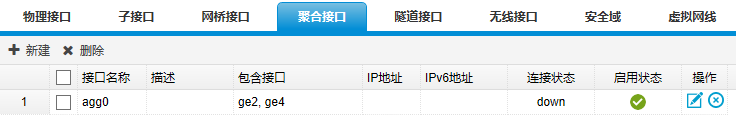 物理接口 子接口 网桥接口 聚合接口 隧道接口 无线接口 安全域 虚拟网线
新建 删除
接口名称 描述 包含接口 IP地址 IPv6地址 连接状态 启用状态 操作
1 agg0 ge2, ge4 down